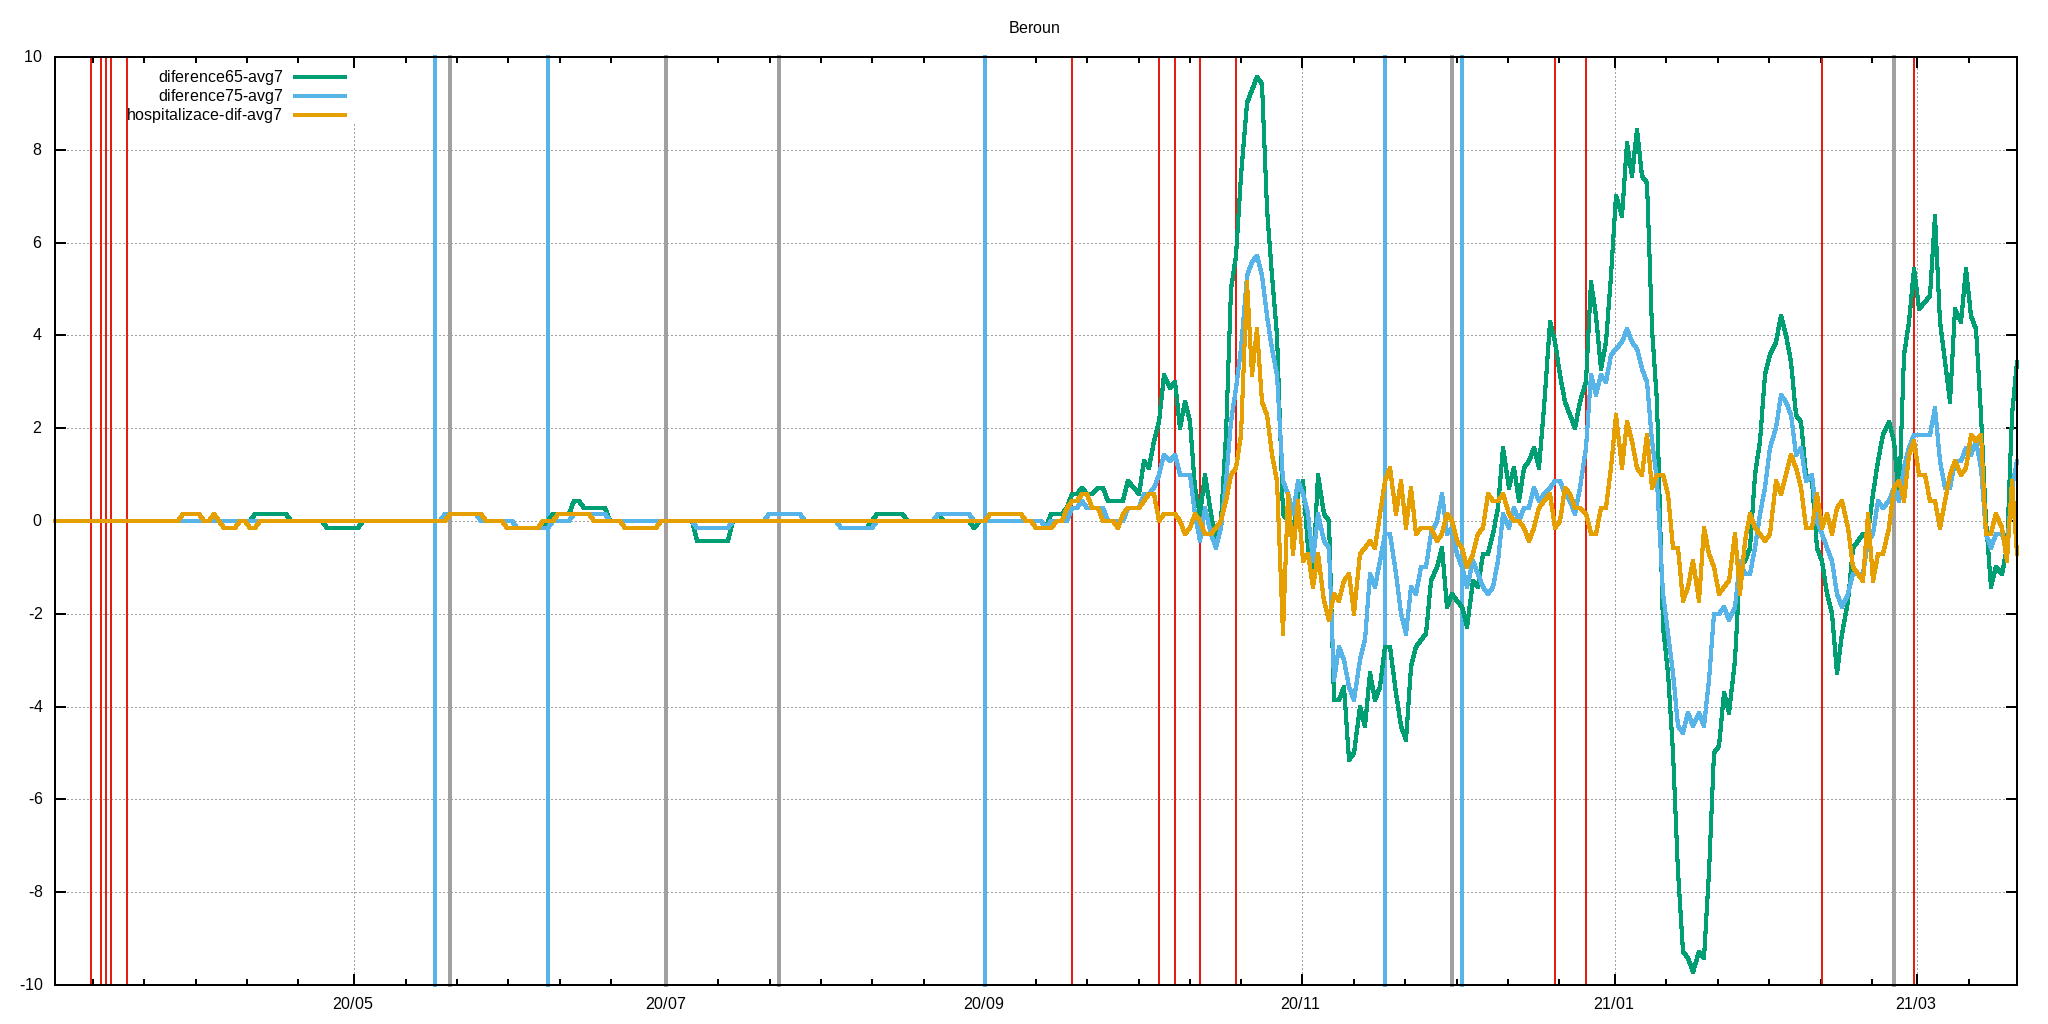 Beroun
diference65-avg7
diference75-avg7
hospitalizace-dif-avg7
10
8
6
4
2
0
-2
-4
-6
-8
-10
20/05 20/07 20/09 20/11 21/01 21/03